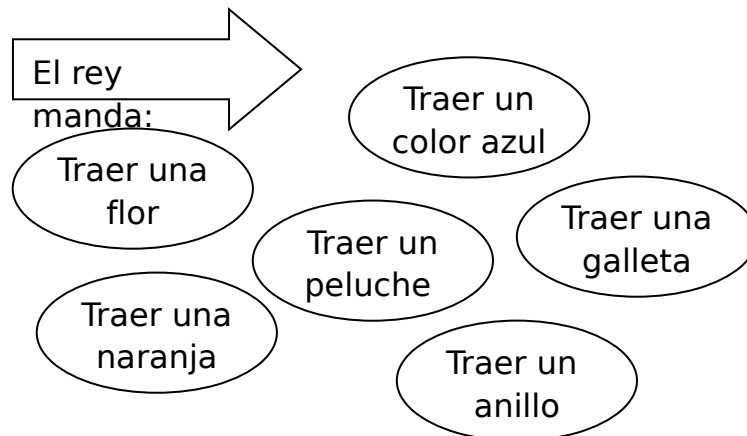 El rey
manda:
Traer un
color azul
Traer una
flor
Traer una
galleta
Traer un
peluche
Traer una
naranja
Traer un
anillo